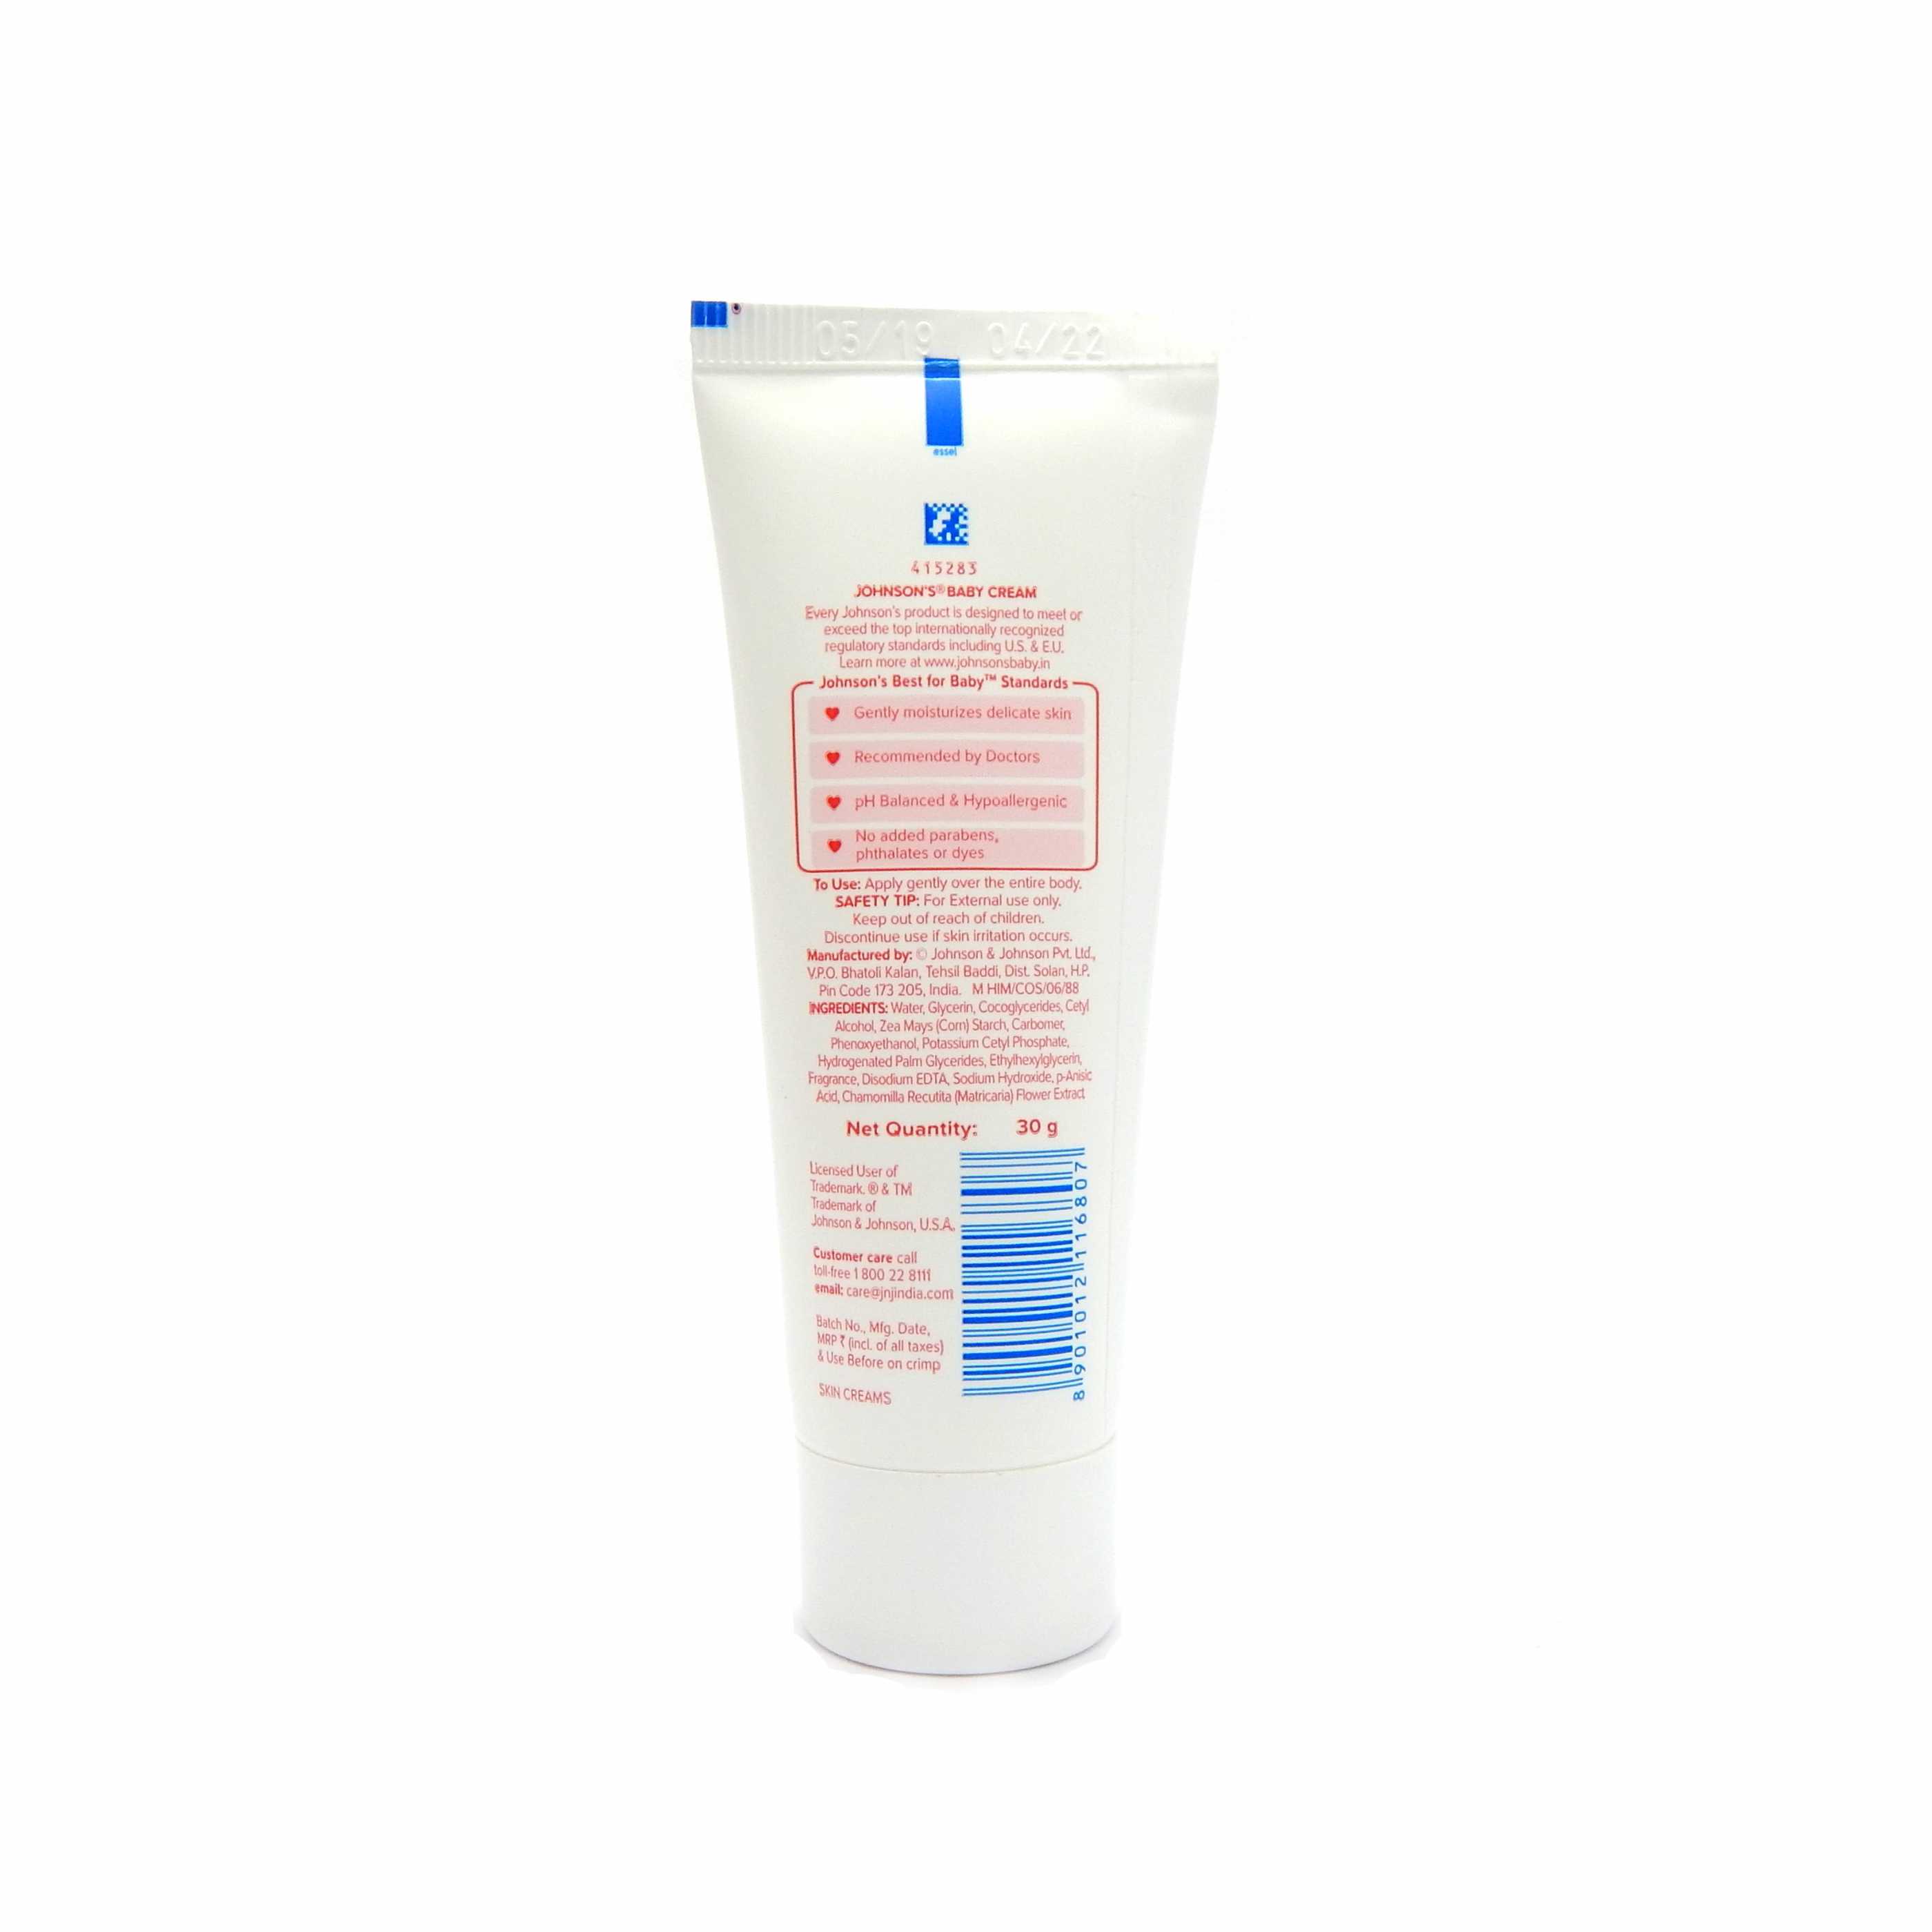 05/19 04/22
essel
415283
JOHNSON'S® BABY CREAM
Every Johnson's product is designed to meet or
exceed the top internationally recognized
regulatory standards including U.S. & E.U.
Learn more at www.johnsonsbaby.in
Johnson's Best for Baby™ Standards
Gently moisturizes delicate skin
Recommended by Doctors
pH Balanced & Hypoallergenic
No added parabens,
phthalates or dyes
To Use: Apply gently over the entire body.
SAFETY TIP: For External use only.
Keep out of reach of children.
Discontinue use if skin irritation occurs.
Manufactured by: © Johnson & Johnson Pvt. Ltd.,
V.P.O. Bhatoli Kalan, Tehsil Baddi, Dist. Solan, H.P.
Pin Code 173 205, India. M HIM/COS/06/88
INGREDIENTS: Water, Glycerin, Cocoglycerides, Cetyl
Alcohol, Zea Mays (Corn) Starch, Carbomer,
Phenoxyethanol, Potassium Cetyl Phosphate,
Hydrogenated Palm Glycerides, Ethylhexylglycerin,
Fragrance, Disodium EDTA, Sodium Hydroxide, p-Anisic
Acid, Chamomilla Recutita (Matricaria) Flower Extract
Net Quantity: 30 g
Licensed User of
Trademark. ® & TM
Trademark of
Johnson & Johnson, U.S.A.
Customer care call
toll-free 1 800 22 8111
email: care@jnjindia.com
Batch No., Mfg. Date,
MRP ₹ (incl. of all taxes)
& Use Before on crimp
SKIN CREAMS
8 901012 116807